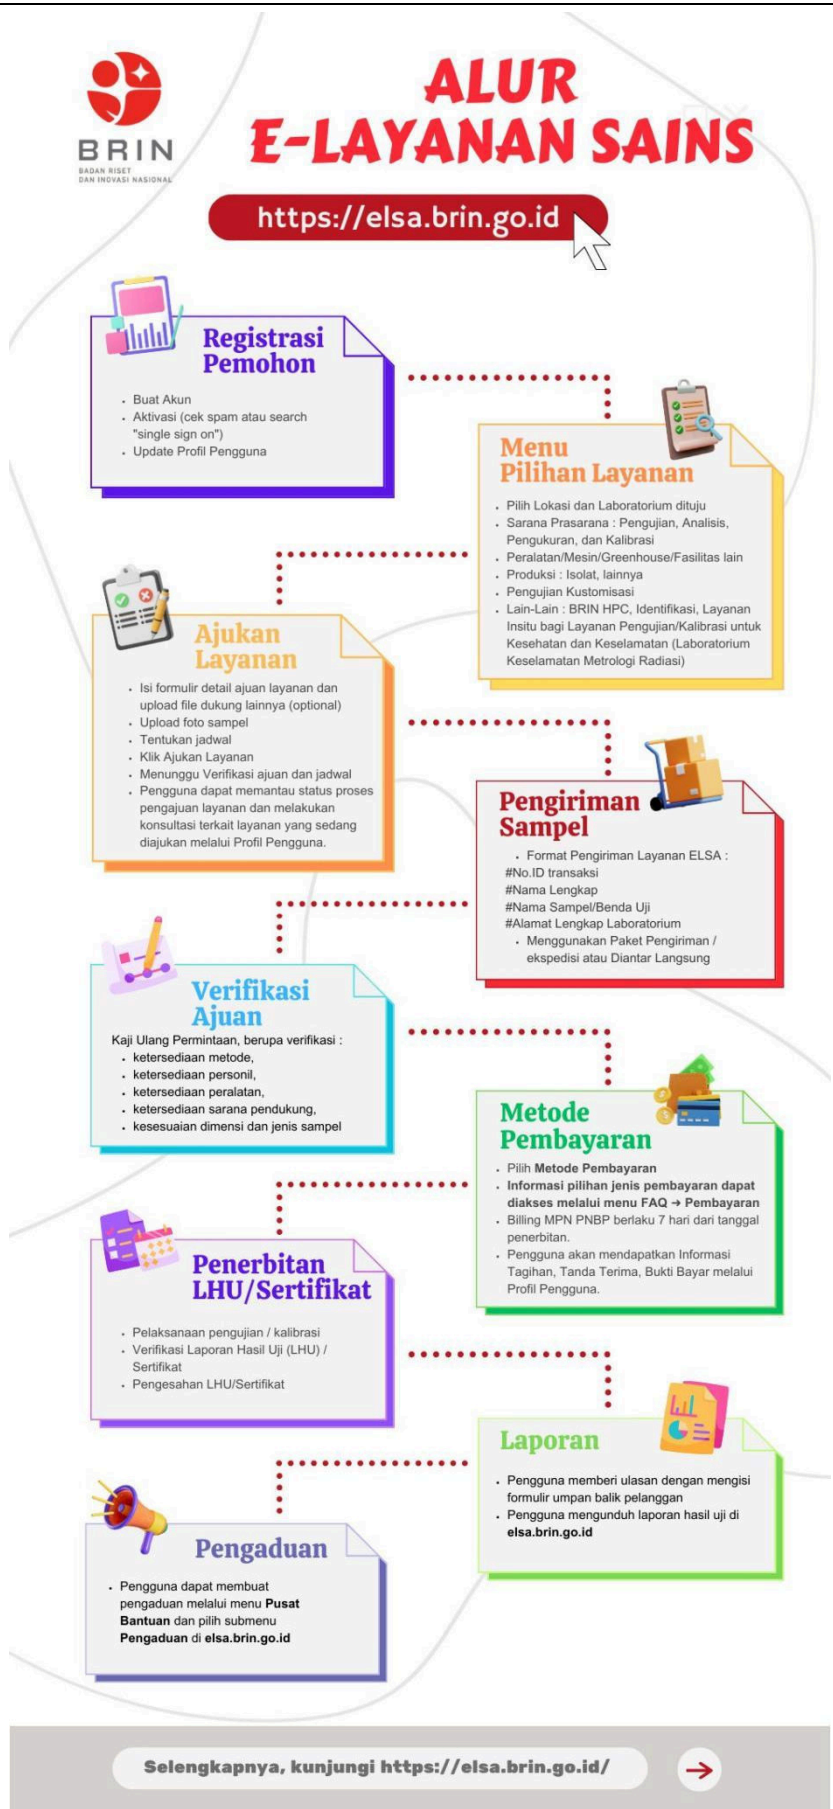 BRIN
BADAN RISET
DAN INOVASI NASIONAL
ALUR
E-LAYANAN SAINS
https://elsa.brin.go.id
Registrasi
Pemohon
• Buat Akun
• Aktivasi (cek spam atau search
"single sign on")
• Update Profil Pengguna
Menu
Pilihan Layanan
• Pilih Lokasi dan Laboratorium dituju
• Sarana Prasarana : Pengujian, Analisis,
Pengukuran, dan Kalibrasi
• Peralatan/Mesin/Greenhouse/Fasilitas lain
• Produksi : Isolat, lainnya
• Pengujian Kustomisasi
• Lain-Lain : BRIN HPC, Identifikasi, Layanan
Insitu bagi Layanan Pengujian/Kalibrasi untuk
Kesehatan dan Keselamatan (Laboratorium
Keselamatan Metrologi Radiasi)
Ajukan
Layanan
• Isi formulir detail ajuan layanan dan
upload file dukung lainnya (optional)
• Upload foto sampel
• Tentukan jadwal
• Klik Ajukan Layanan
• Menunggu Verifikasi ajuan dan jadwal
• Pengguna dapat memantau status proses
pengajuan layanan dan melakukan
konsultasi terkait layanan yang sedang
diajukan melalui Profil Pengguna.
Pengiriman
Sampel
• Format Pengiriman Layanan ELSA :
#No.ID transaksi
#Nama Lengkap
#Nama Sampel/Benda Uji
#Alamat Lengkap Laboratorium
• Menggunakan Paket Pengiriman /
ekspedisi atau Diantar Langsung
Verifikasi
Ajuan
Kaji Ulang Permintaan, berupa verifikasi :
• ketersediaan metode,
• ketersediaan personil,
• ketersediaan peralatan,
• ketersediaan sarana pendukung,
• kesesuaian dimensi dan jenis sampel
Metode
Pembayaran
• Pilih Metode Pembayaran
• Informasi pilihan jenis pembayaran dapat
diakses melalui menu FAQ → Pembayaran
• Billing MPN PNBP berlaku 7 hari dari tanggal
penerbitan.
• Pengguna akan mendapatkan Informasi
Tagihan, Tanda Terima, Bukti Bayar melalui
Profil Pengguna.
Penerbitan
LHU/Sertifikat
• Pelaksanaan pengujian / kalibrasi
• Verifikasi Laporan Hasil Uji (LHU) /
Sertifikat
• Pengesahan LHU/Sertifikat
Laporan
• Pengguna memberi ulasan dengan mengisi
formulir umpan balik pelanggan
• Pengguna mengunduh laporan hasil uji di
elsa.brin.go.id
Pengaduan
• Pengguna dapat membuat
pengaduan melalui menu Pusat
Bantuan dan pilih submenu
Pengaduan di elsa.brin.go.id
Selengkapnya, kunjungi https://elsa.brin.go.id/